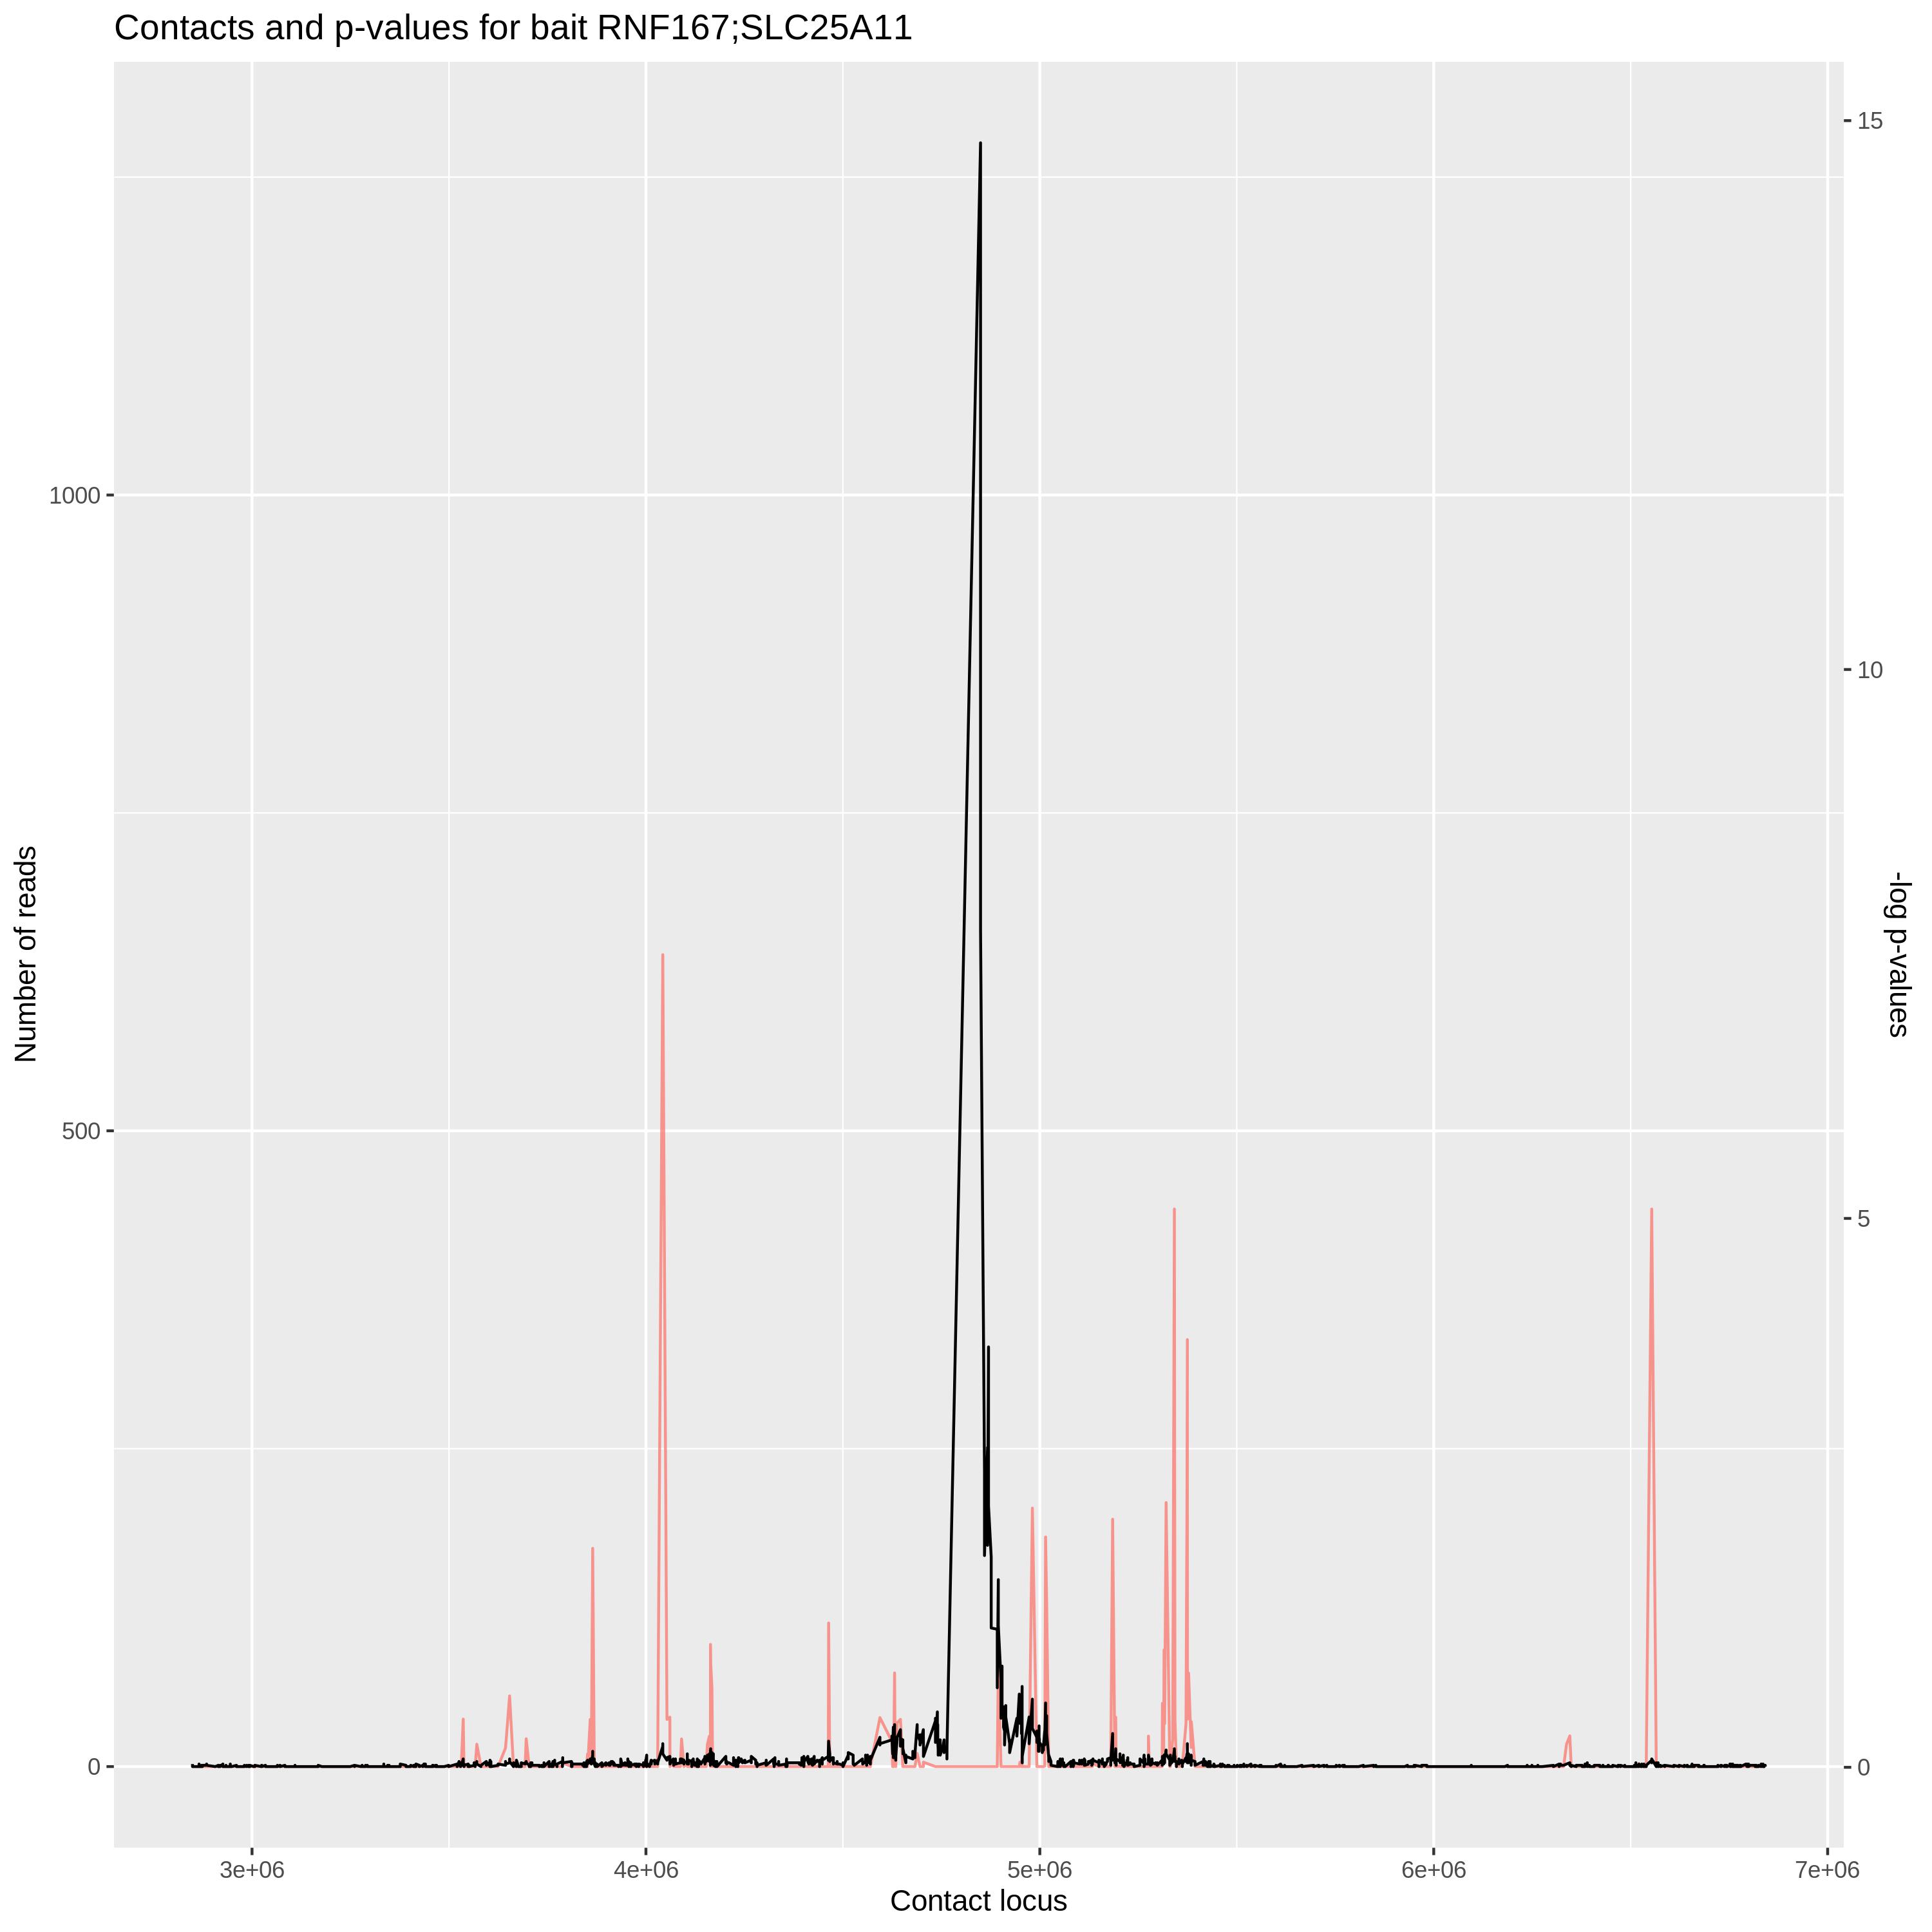 Contacts and p-values for bait RNF167;SLC25A11
15
1000
10
Number of reads
-log p-values
500
5
0
0
3e+06
4e+06
5e+06
6e+06
7e+06
Contact locus